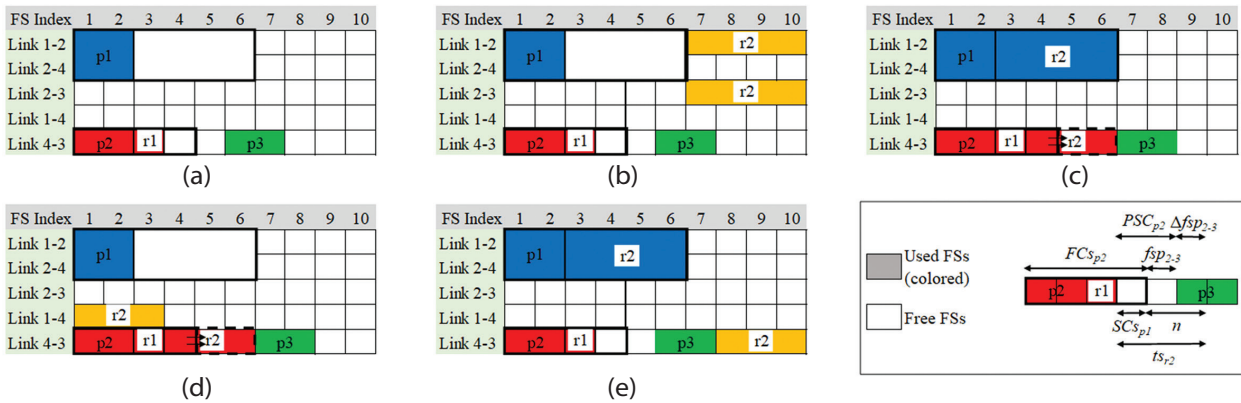 FS Index 1 2 3 4 5 6 7 8 9 10
Link 1-2
p1
Link 2-4
Link 2-3
Link 1-4
Link 4-3 p2 r1 p3
(a)
FS Index 1 2 3 4 5 6 7 8 9 10
Link 1-2 r2
p1
Link 2-4
Link 2-3 r2
Link 1-4
Link 4-3 p2 r1 p3
(b)
FS Index 1 2 3 4 5 6 7 8 9 10
Link 1-2
p1 r2
Link 2-4
Link 2-3
Link 1-4
Link 4-3 p2 r1 r2 p3
(c)
FS Index 1 2 3 4 5 6 7 8 9 10
Link 1-2
p1
Link 2-4
Link 2-3
Link 1-4 r2
Link 4-3 p2 r1 r2 p3
(d)
FS Index 1 2 3 4 5 6 7 8 9 10
Link 1-2
p1 r2
Link 2-4
Link 2-3
Link 1-4
Link 4-3 p2 r1 p3 r2
(e)
Used FSs
(colored)
Free FSs
PSCp2 Δfsp2-3
FCsp2 fsp2-3
p2 r1 p3
SCsp1 n
tsr2